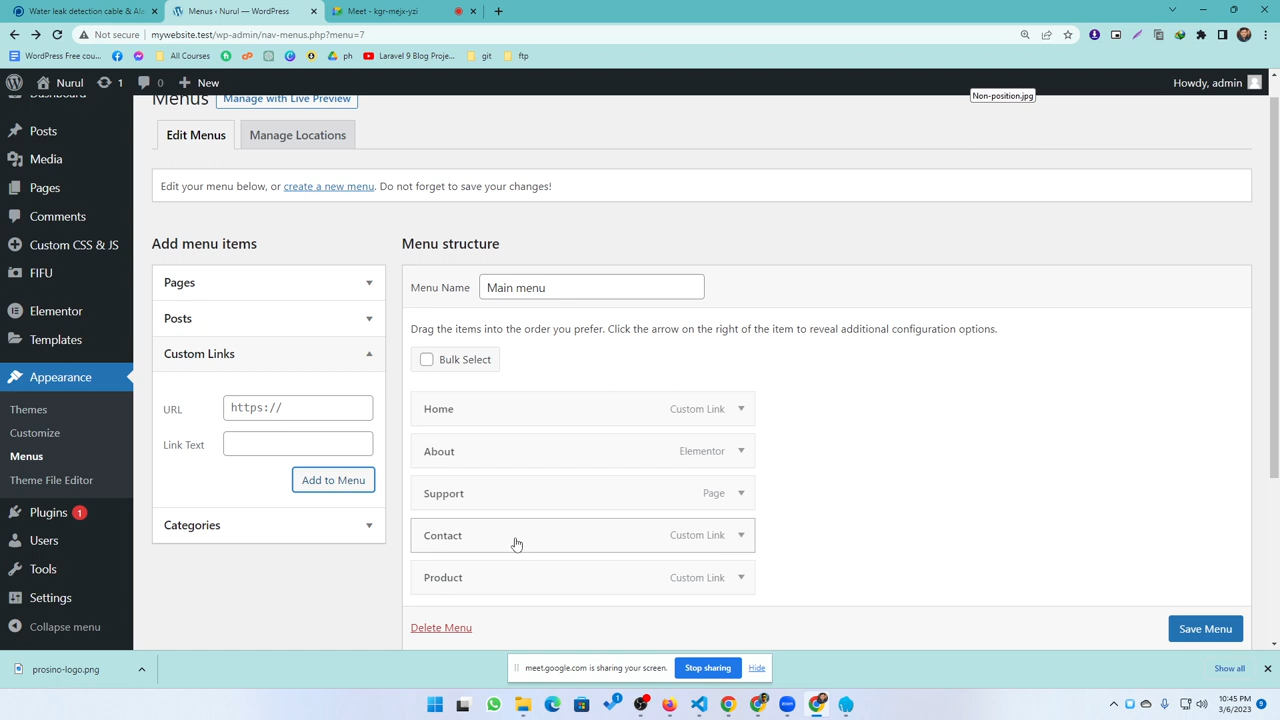 Water leak detection cable & Ala
Menus ‹ Nurul — WordPress
Meet - kgr-mejx-yzi
Not secure
mywebsite.test/wp-admin/nav-menus.php?menu=7
WordPress Free cou...
All Courses
ph
Laravel 9 Blog Proje...
git
ftp
Nurul
1
0
New
Howdy, admin
Non-position.jpg
Dashboard
Posts
Media
Pages
Comments
Custom CSS & JS
FIFU
Elementor
Templates
Appearance
Themes
Customize
Menus
Theme File Editor
Plugins 1
Users
Tools
Settings
Collapse menu
Menus
Manage with Live Preview
Edit Menus
Manage Locations
Edit your menu below, or create a new menu. Do not forget to save your changes!
Add menu items
Pages
Posts
Custom Links
URL
https://
Link Text
Add to Menu
Categories
Menu structure
Menu Name
Main menu
Drag the items into the order you prefer. Click the arrow on the right of the item to reveal additional configuration options.
Bulk Select
Home Custom Link
About Elementor
Support Page
Contact Custom Link
Product Custom Link
Delete Menu
Save Menu
prosino-logo.png
meet.google.com is sharing your screen.
Stop sharing
Hide
Show all
1
zoom
10:45 PM
3/6/2023
9